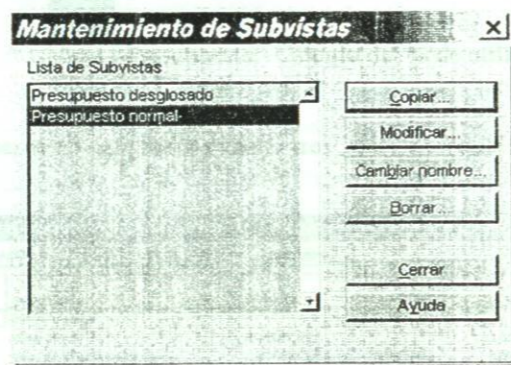 Mantenimiento de Subvistas
Lista de Subvistas
Presupuesto desglosado
Presupuesto normal
Copiar...
Modificar...
Cambiar nombre...
Borrar...
Cerrar
Ayuda